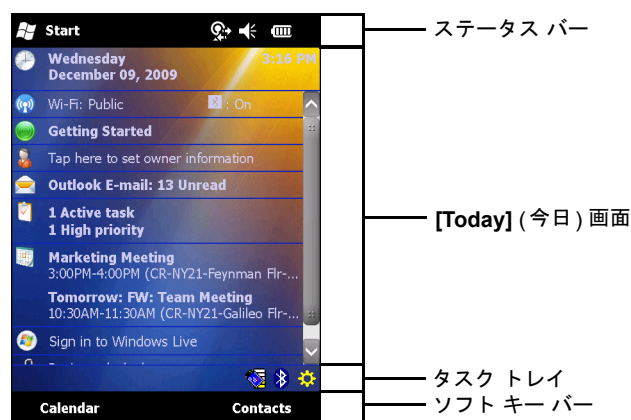 Start
ステータス バー
Wednesday 3:16 PM
December 09, 2009
Wi-Fi: Public : On
Getting Started
Tap here to set owner information
Outlook E-mail: 13 Unread
1 Active task
1 High priority
[Today] (今日) 画面
Marketing Meeting
3:00PM-4:00PM (CR-NY21-Feynman Flr-...
Tomorrow: FW: Team Meeting
10:30AM-11:30AM (CR-NY21-Galileo Flr-...
Sign in to Windows Live
タスク トレイ
Calendar Contacts
ソフト キー バー